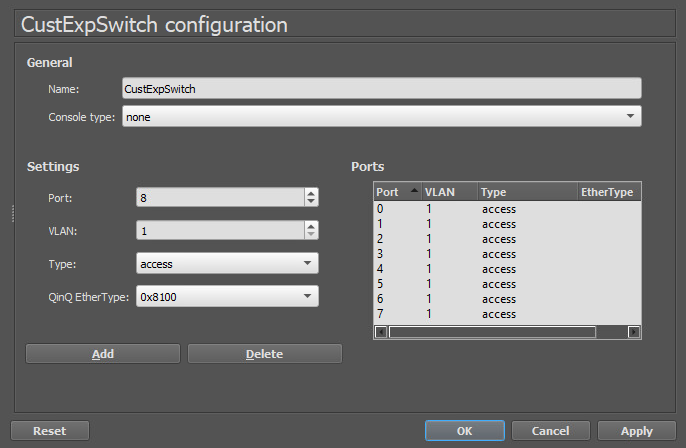 CustExpSwitch configuration
General
Name: CustExpSwitch
Console type: none
Settings
Port: 8
VLAN: 1
Type: access
QinQ EtherType: 0x8100
Add Delete
Ports
Port VLAN Type EtherType
0 1 access
1 1 access
2 1 access
3 1 access
4 1 access
5 1 access
6 1 access
7 1 access
Reset OK Cancel Apply